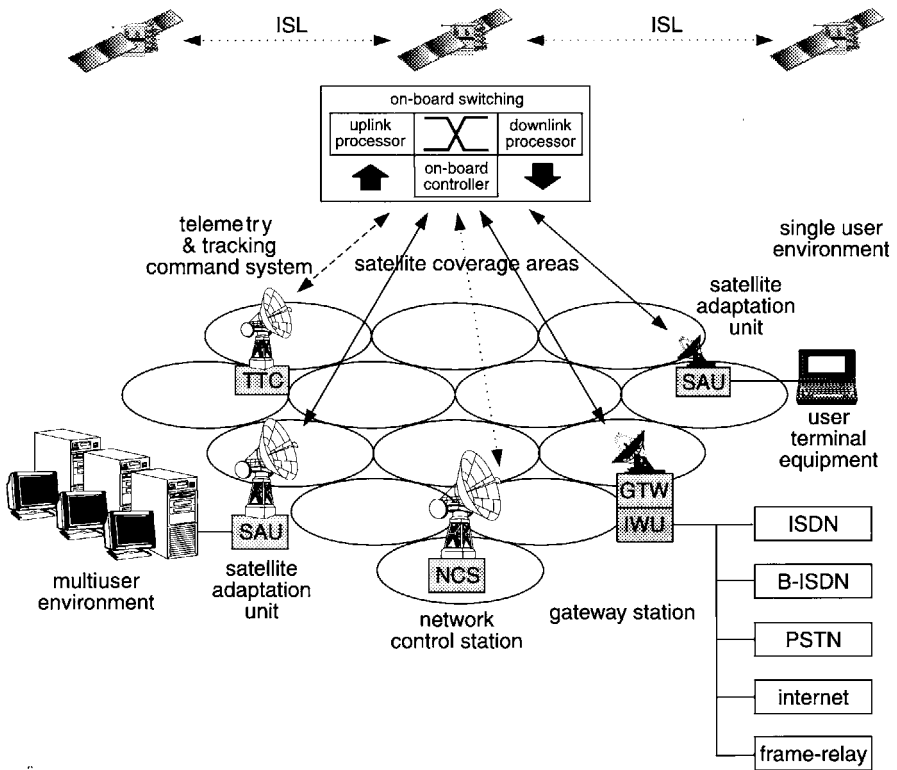 ISL
ISL
on-board switching
uplink
processor
downlink
processor
on-board
controller
telemetry
& tracking
command system
satellite coverage areas
single user
environment
satellite
adaptation
unit
TTC
SAU
user
terminal
equipment
SAU
NCS
GTW
IWU
multiuser
environment
satellite
adaptation
unit
network
control station
gateway station
ISDN
B-ISDN
PSTN
internet
frame-relay